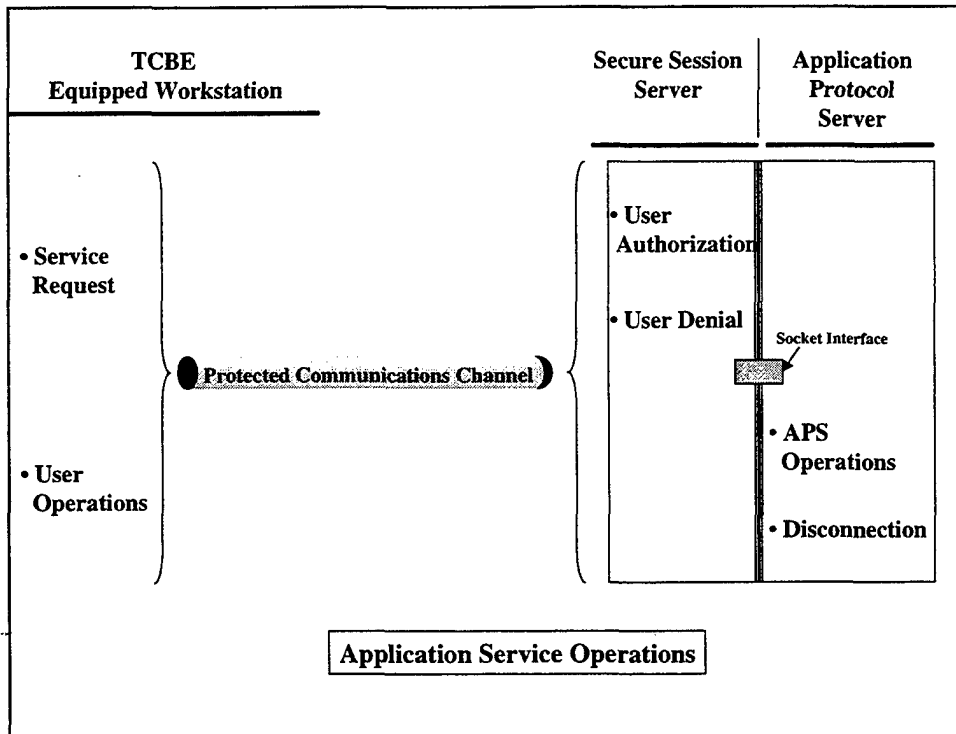 TCBE
Equipped Workstation
Secure Session
Server
Application
Protocol
Server
• Service
Request
• User
Operations
Protected Communications Channel
• User
Authorization
• User Denial
Socket Interface
• APS
Operations
• Disconnection
Application Service Operations